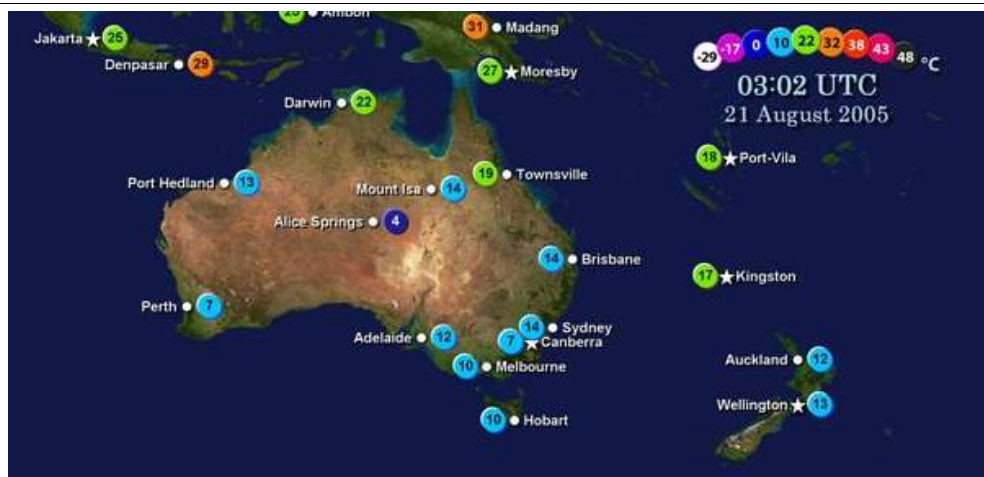 25 Ambon
Jakarta 25
31 Madang
-29 -17 0 10 22 32 38 43 48 °C
Denpasar 29
27 Moresby
03:02 UTC
21 August 2005
Darwin 22
18 Port-Vila
Port Hedland 13
19 Townsville
Mount Isa 14
Alice Springs 4
14 Brisbane
17 Kingston
Perth 7
14 Sydney
Adelaide 12
7 Canberra
10 Melbourne
Auckland 12
Wellington 13
10 Hobart